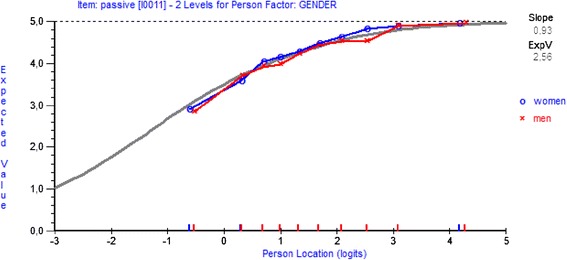 Item: passive [I0011] - 2 Levels for Person Factor: GENDER
Slope
0.93
ExpV
2.56
5,0
4,0
3,0
2,0
1,0
0,0
Expected Value
women
men
-3 -2 -1 0 1 2 3 4 5
Person Location (logits)